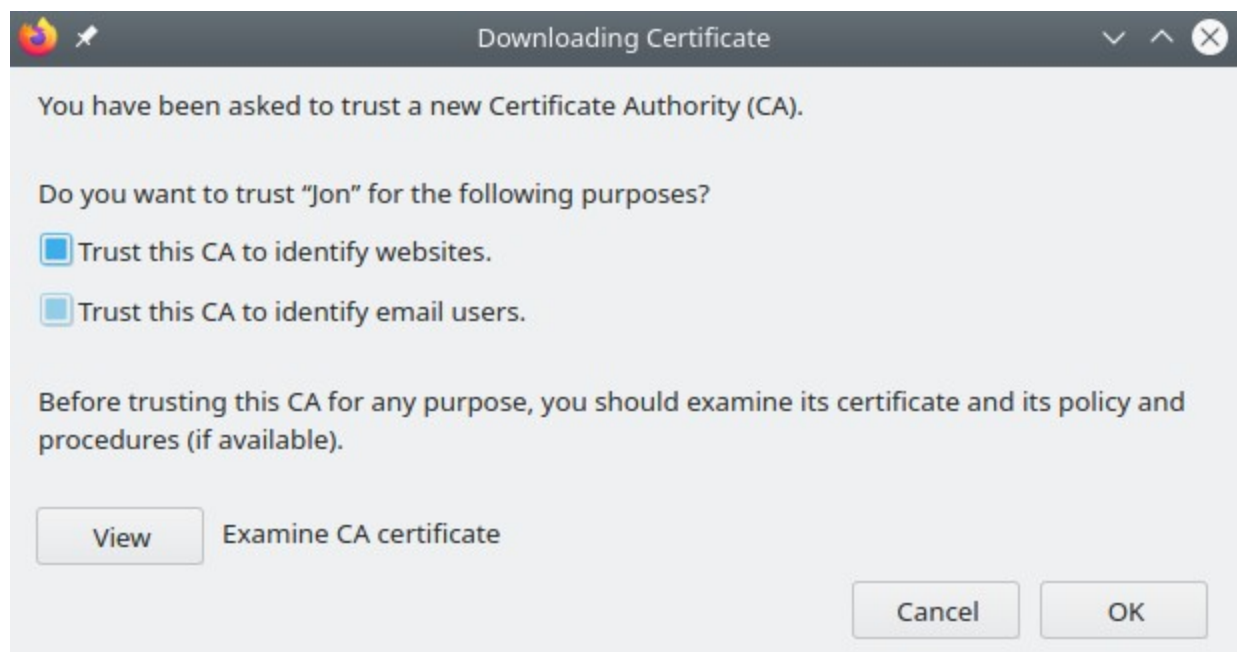 Downloading Certificate
You have been asked to trust a new Certificate Authority (CA).
Do you want to trust “Jon” for the following purposes?
Trust this CA to identify websites.
Trust this CA to identify email users.
Before trusting this CA for any purpose, you should examine its certificate and its policy and
procedures (if available).
View Examine CA certificate
Cancel OK